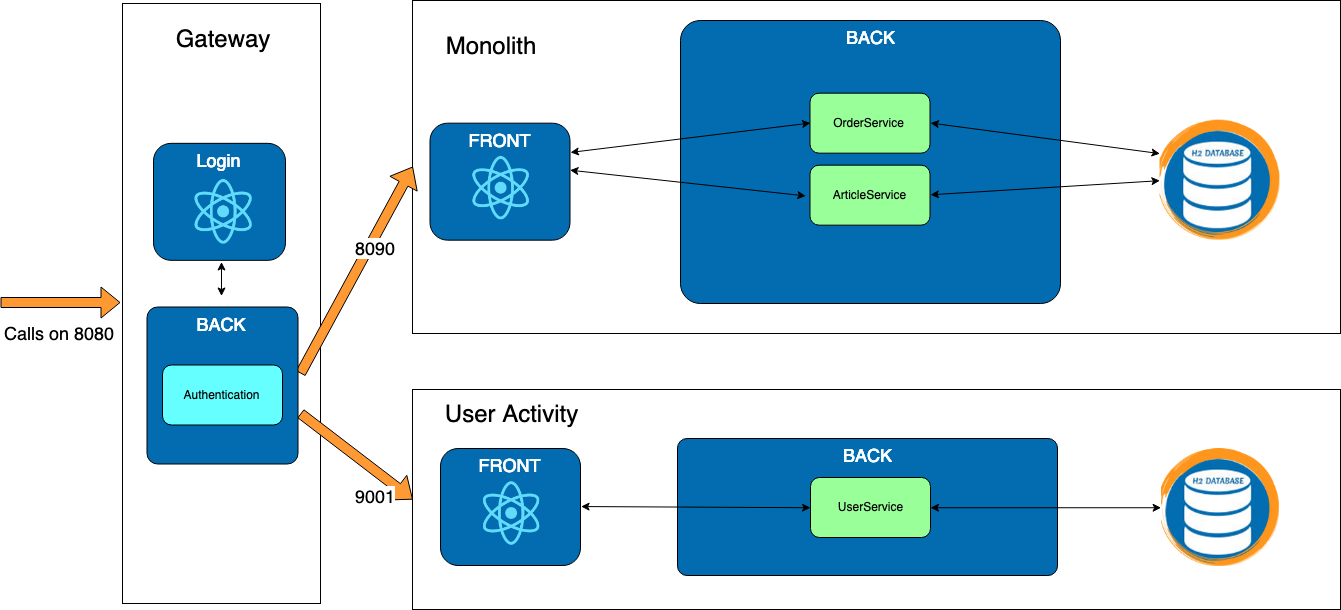 Gateway
Login
BACK
Authentication
Calls on 8080
8090
9001
Monolith
FRONT
BACK
OrderService
ArticleService
H2 DATABASE
User Activity
FRONT
BACK
UserService
H2 DATABASE